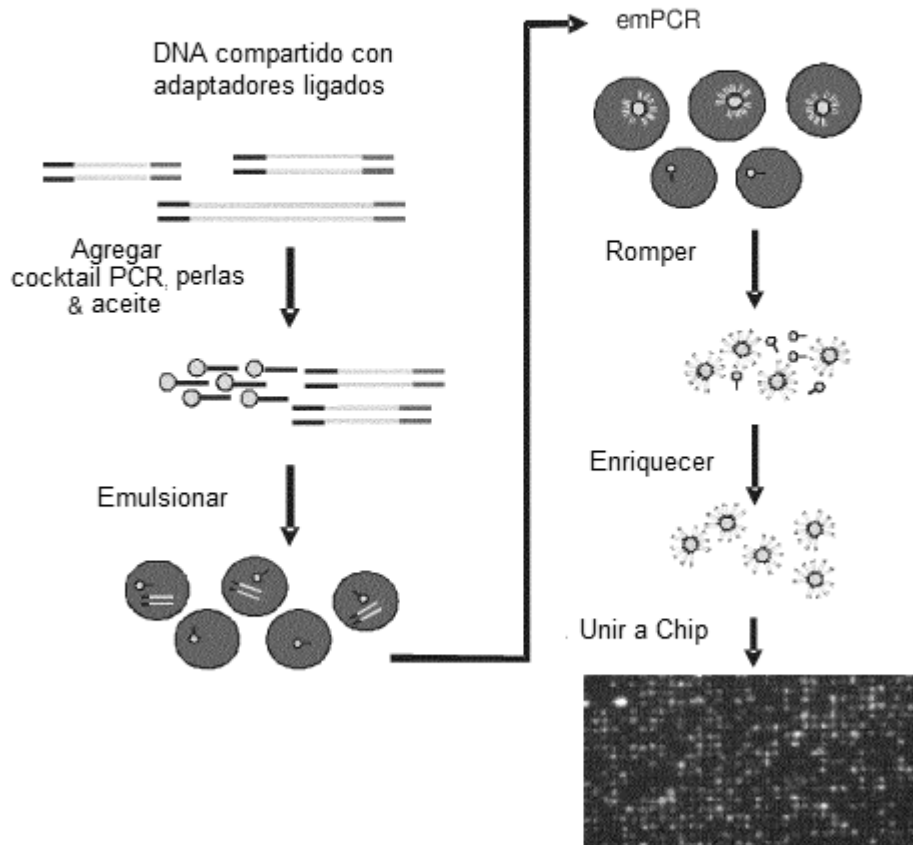 DNA compartido con
adaptadores ligados
Agregar
cocktail PCR, perlas
& aceite
Emulsionar
emPCR
Romper
Enriquecer
. Unir a Chip